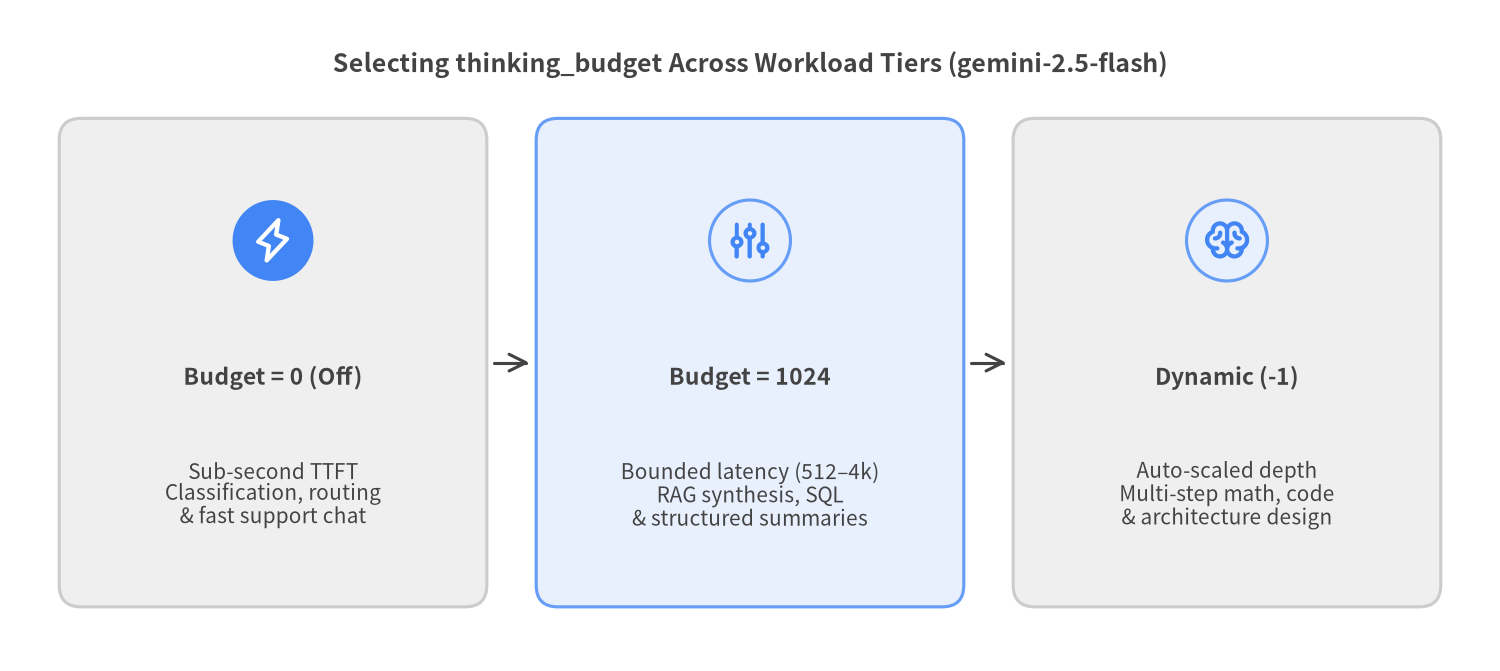 Selecting thinking_budget Across Workload Tiers (gemini-2.5-flash)
Budget = 0 (Off)
Sub-second TTFT
Classification, routing
& fast support chat
Budget = 1024
Bounded latency (512–4k)
RAG synthesis, SQL
& structured summaries
Dynamic (-1)
Auto-scaled depth
Multi-step math, code
& architecture design